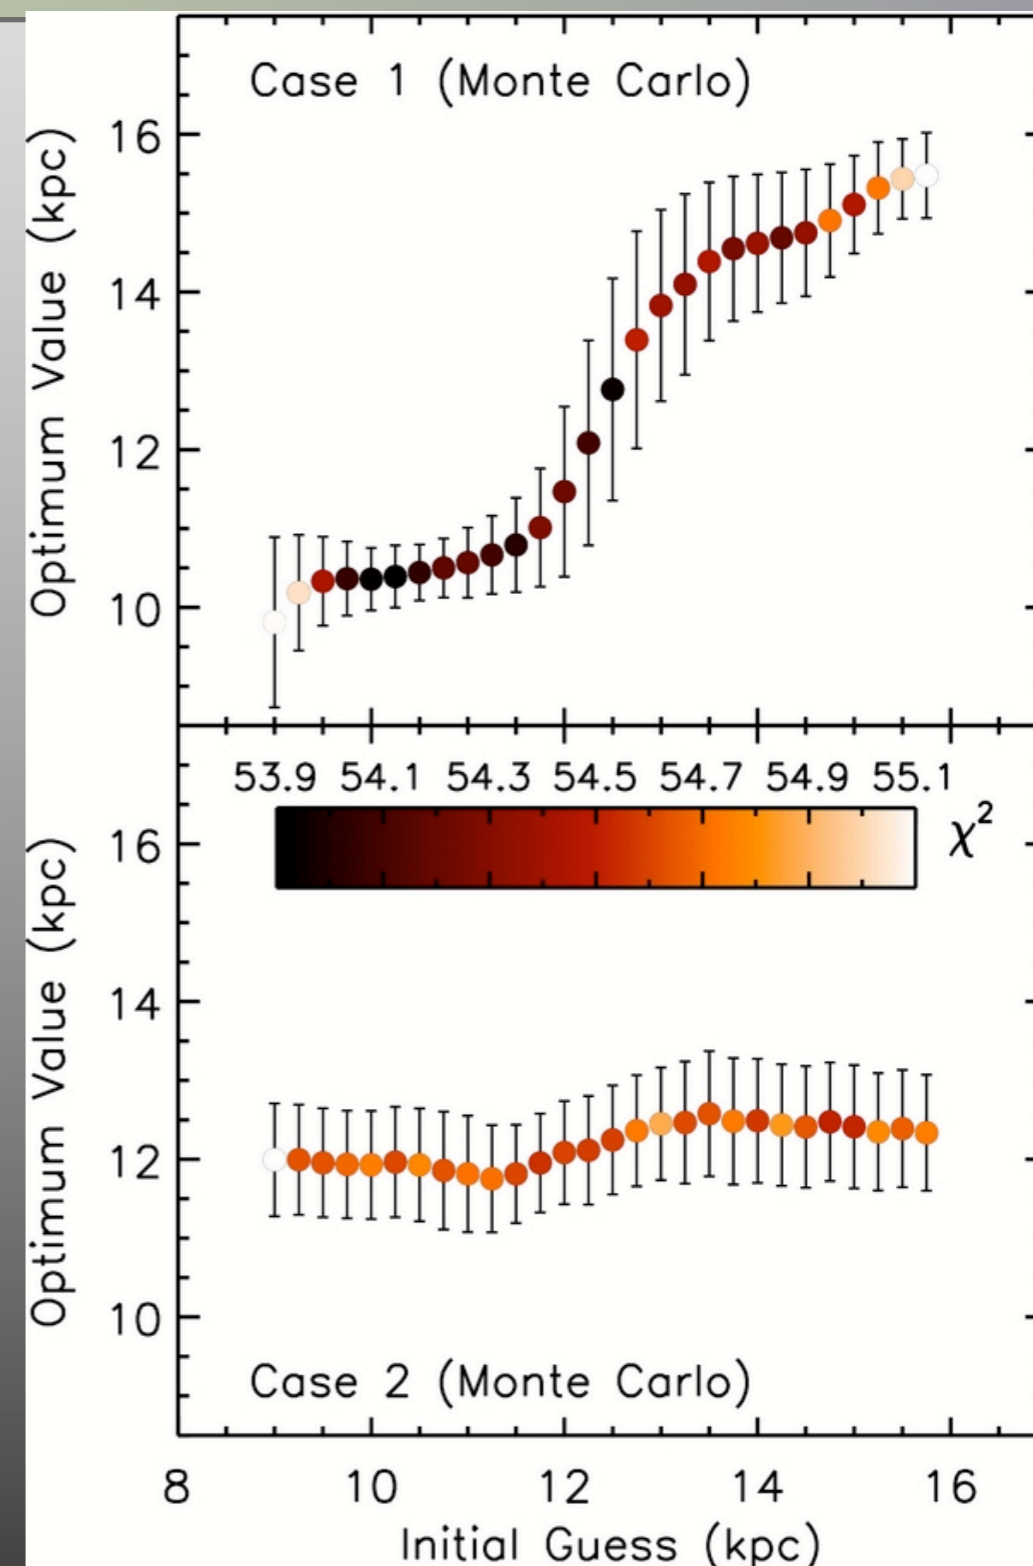 Case 1 (Monte Carlo)
Optimum Value (kpc)
16
14
12
10
53.9 54.1 54.3 54.5 54.7 54.9 55.1
χ²
Optimum Value (kpc)
16
14
12
10
Case 2 (Monte Carlo)
8 10 12 14 16
Initial Guess (kpc)